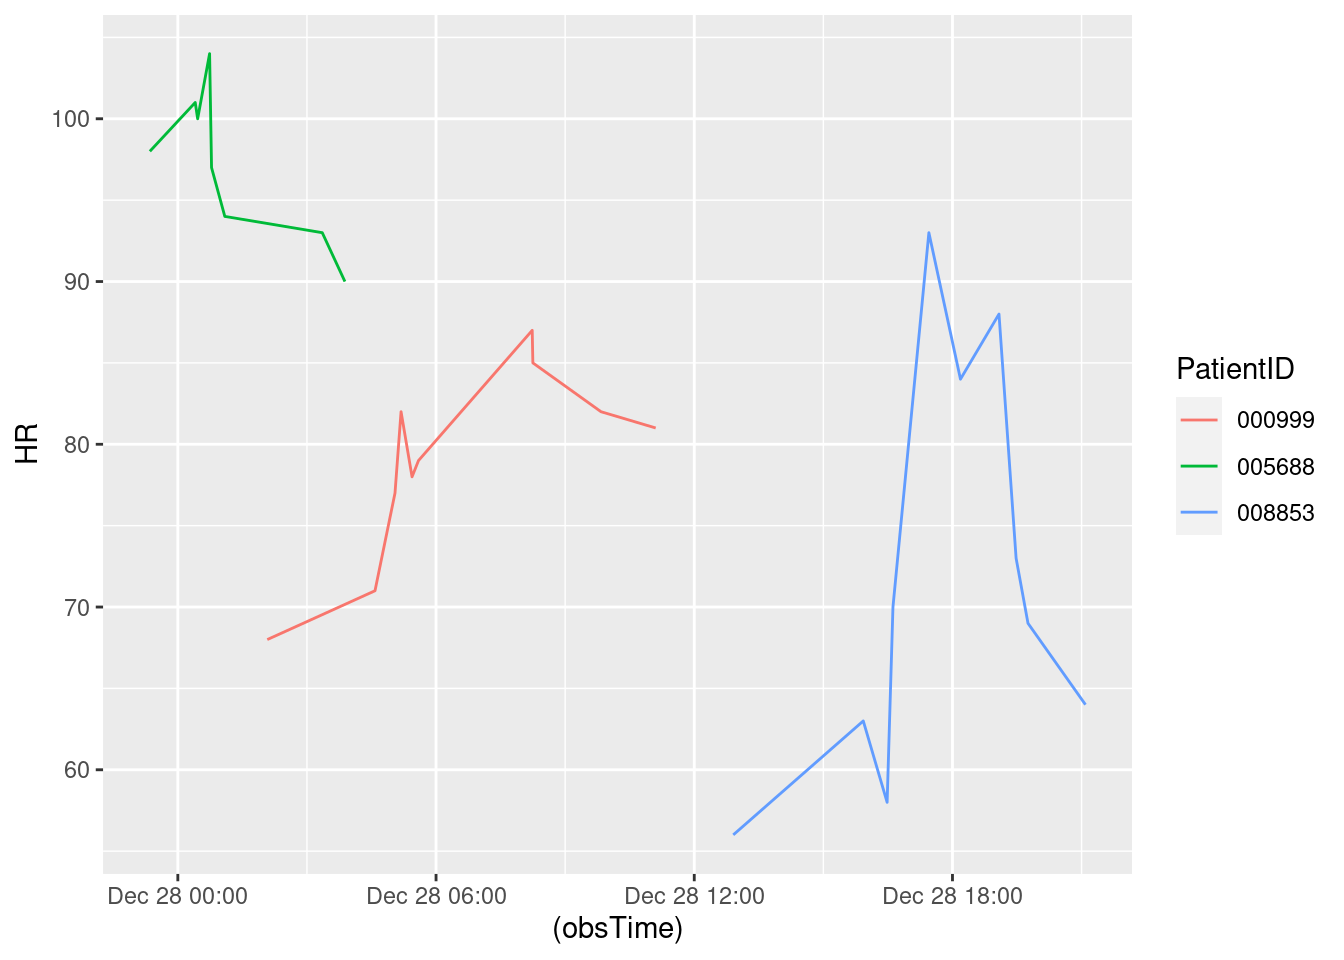 100
90
80
70
60
HR
Dec 28 00:00
Dec 28 06:00
Dec 28 12:00
Dec 28 18:00
(obsTime)
PatientID
000999
005688
008853